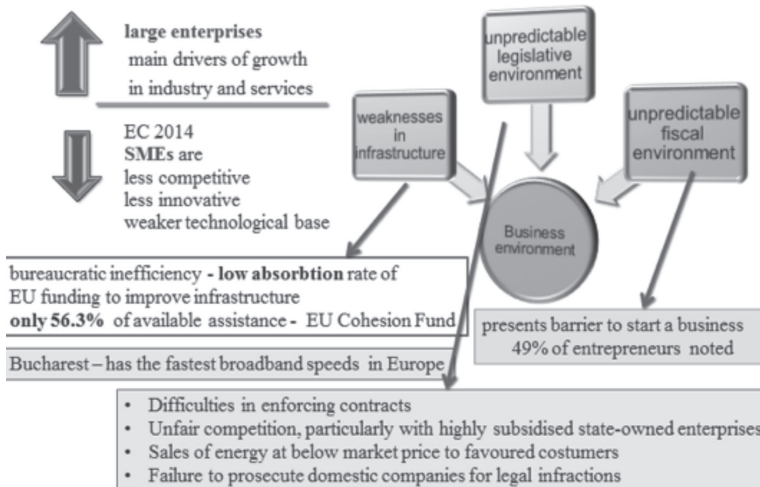 large enterprises
main drivers of growth
in industry and services
EC 2014
SMEs are
less competitive
less innovative
weaker technological base
weaknesses
in
infrastructure
unpredictable
legislative
environment
unpredictable
fiscal
environment
Business
environment
bureaucratic inefficiency - low absorbtion rate of
EU funding to improve infrastructure
only 56.3% of available assistance - EU Cohesion Fund
presents barrier to start a business
49% of entrepreneurs noted
Bucharest – has the fastest broadband speeds in Europe
• Difficulties in enforcing contracts
• Unfair competition, particularly with highly subsidised state-owned enterprises
• Sales of energy at below market price to favoured costumers
• Failure to prosecute domestic companies for legal infractions